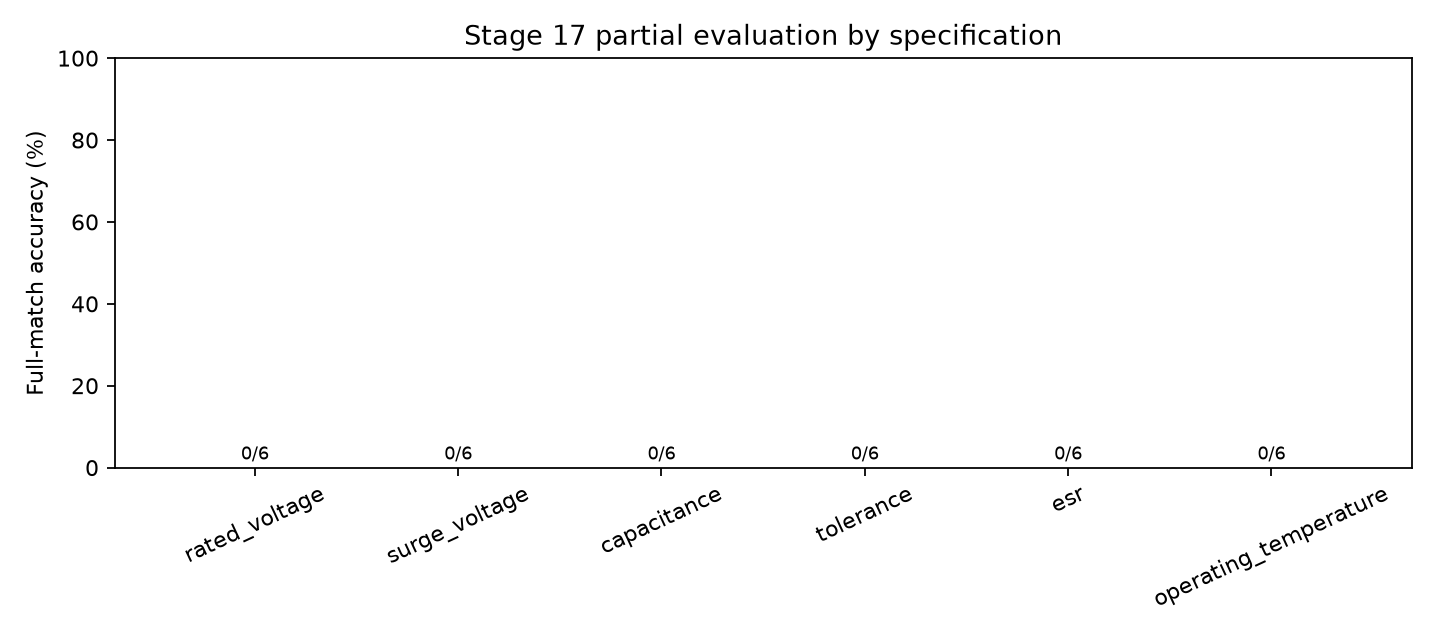 Stage 17 partial evaluation by specification
Full-match accuracy (%)
100
80
60
40
20
0
0/6 0/6 0/6 0/6 0/6 0/6
rated_voltage surge_voltage capacitance tolerance esr operating_temperature